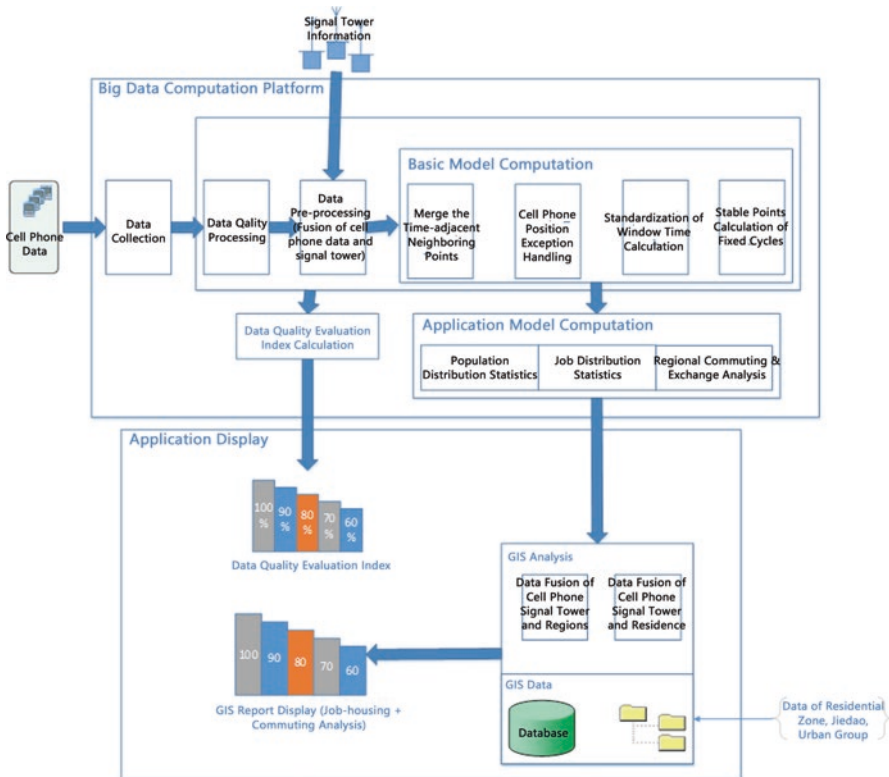 Signal Tower
Information
Big Data Computation Platform
Basic Model Computation
Cell Phone
Data
Data
Collection
Data Qality
Processing
Data
Pre-processing
(Fusion of cell
phone data and
signal tower)
Merge the
Time-adjacent
Neighboring
Points
Cell Phone
Position
Exception
Handling
Standardization of
Window Time
Calculation
Stable Points
Calculation of
Fixed Cycles
Data Quality Evaluation
Index Calculation
Application Model Computation
Population
Distribution Statistics
Job Distribution
Statistics
Regional Commuting &
Exchange Analysis
Application Display
100
%
90
%
80
%
70
%
60
%
Data Quality Evaluation Index
GIS Analysis
Data Fusion of
Cell Phone
Signal Tower
and Regions
Data Fusion of
Cell Phone
Signal Tower
and Residence
100
90
80
70
60
GIS Report Display (Job-housing +
Commuting Analysis)
GIS Data
Database
Data of Residential
Zone, Jiedao,
Urban Group